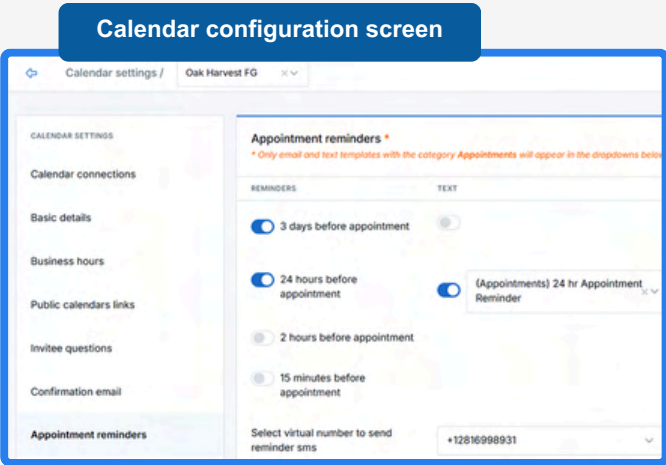 Calendar configuration screen
Calendar settings / Oak Harvest FG
CALENDAR SETTINGS
Calendar connections
Basic details
Business hours
Public calendars links
Invitee questions
Confirmation email
Appointment reminders
Appointment reminders *
* Only email and text templates with the category Appointments will appear in the dropdowns below
REMINDERS TEXT
3 days before appointment
24 hours before
appointment
(Appointments) 24 hr Appointment
Reminder
2 hours before appointment
15 minutes before
appointment
Select virtual number to send
reminder sms
+12816998931